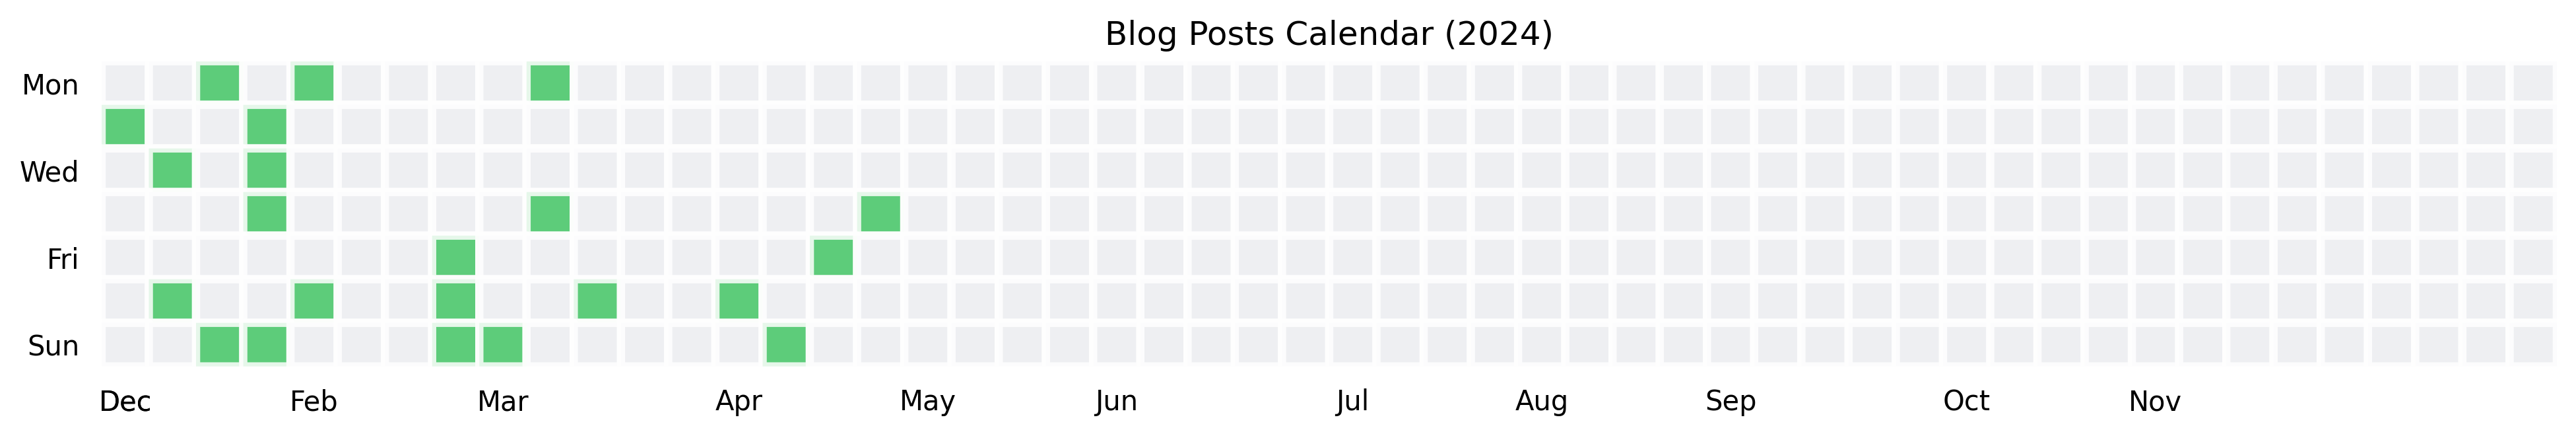 Blog Posts Calendar (2024)
Mon
Wed
Fri
Sun
Dec Feb Mar Apr May Jun Jul Aug Sep Oct Nov